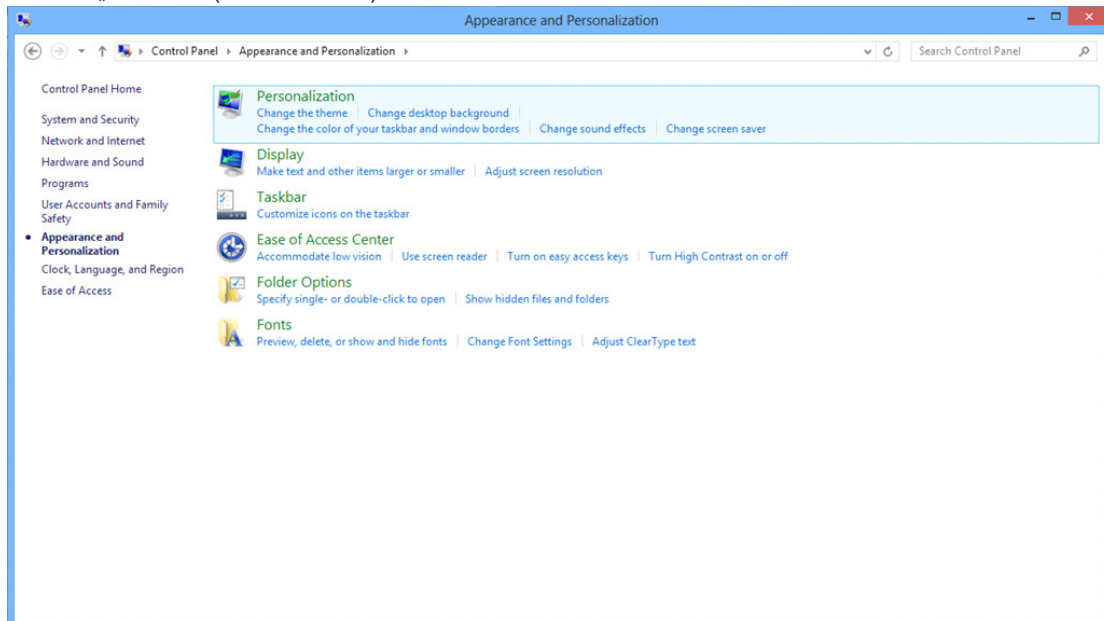 Appearance and Personalization
Control Panel Appearance and Personalization
Search Control Panel
Control Panel Home
System and Security
Network and Internet
Hardware and Sound
Programs
User Accounts and Family
Safety
Appearance and
Personalization
Clock, Language, and Region
Ease of Access
Personalization
Change the theme Change desktop background
Change the color of your taskbar and window borders Change sound effects Change screen saver
Display
Make text and other items larger or smaller Adjust screen resolution
Taskbar
Customize icons on the taskbar
Ease of Access Center
Accommodate low vision Use screen reader Turn on easy access keys Turn High Contrast on or off
Folder Options
Specify single- or double-click to open Show hidden files and folders
Fonts
Preview, delete, or show and hide fonts Change Font Settings Adjust ClearType text